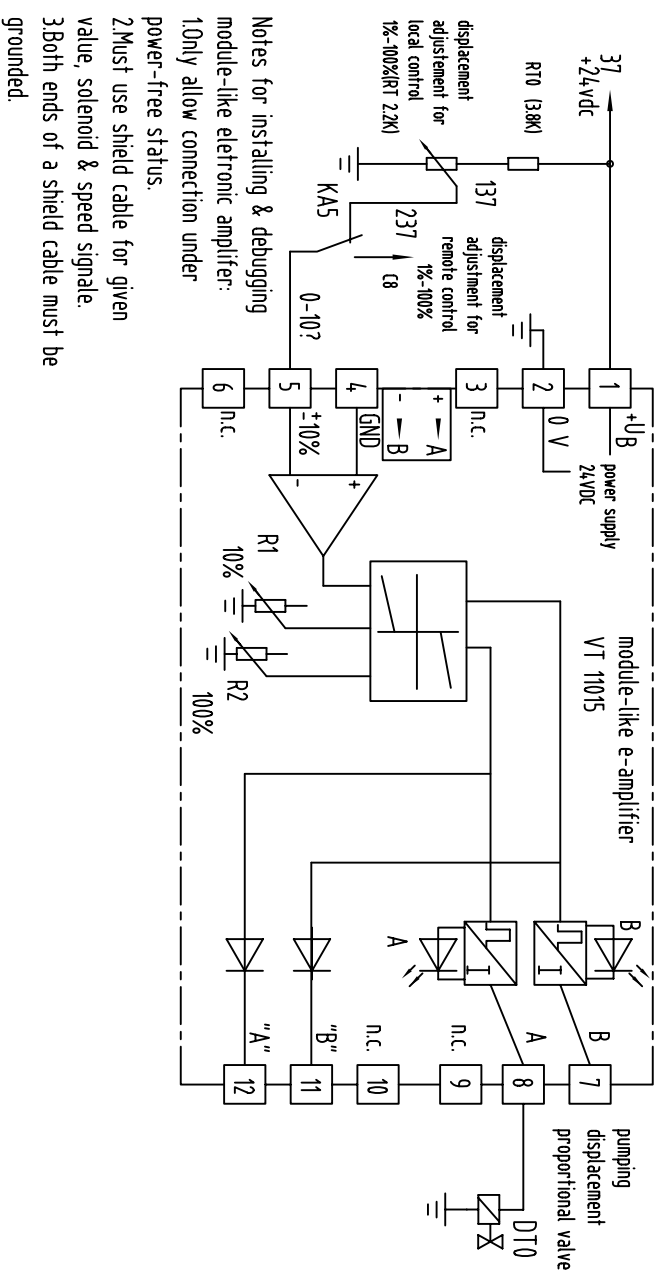 37
+24vdc
RT0 (3.8K)
displacement
adjustement for
local control
1%-100%(RT 2.2K)
137
237
KA5
C8
displacement
adjustment for
remote control
1%-100%
0-10?
Notes for installing & debugging
module-like eletronic amplifer:
1.Only allow connection under
power-free status.
2.Must use shield cable for given
value, solenoid & speed signale.
3.Both ends of a shield cable must be
grounded.
1
2
3
4
5
6
+UB
power supply
24VDC
0 V
n.c.
+ A
- B
GND
±10%
n.c.
+
-
R1
10%
R2
100%
module-like e-amplifier
VT 11015
B
A
B
A
n.c.
n.c.
"B"
"A"
7
8
9
10
11
12
pumping
displacement
proportional valve
DT0